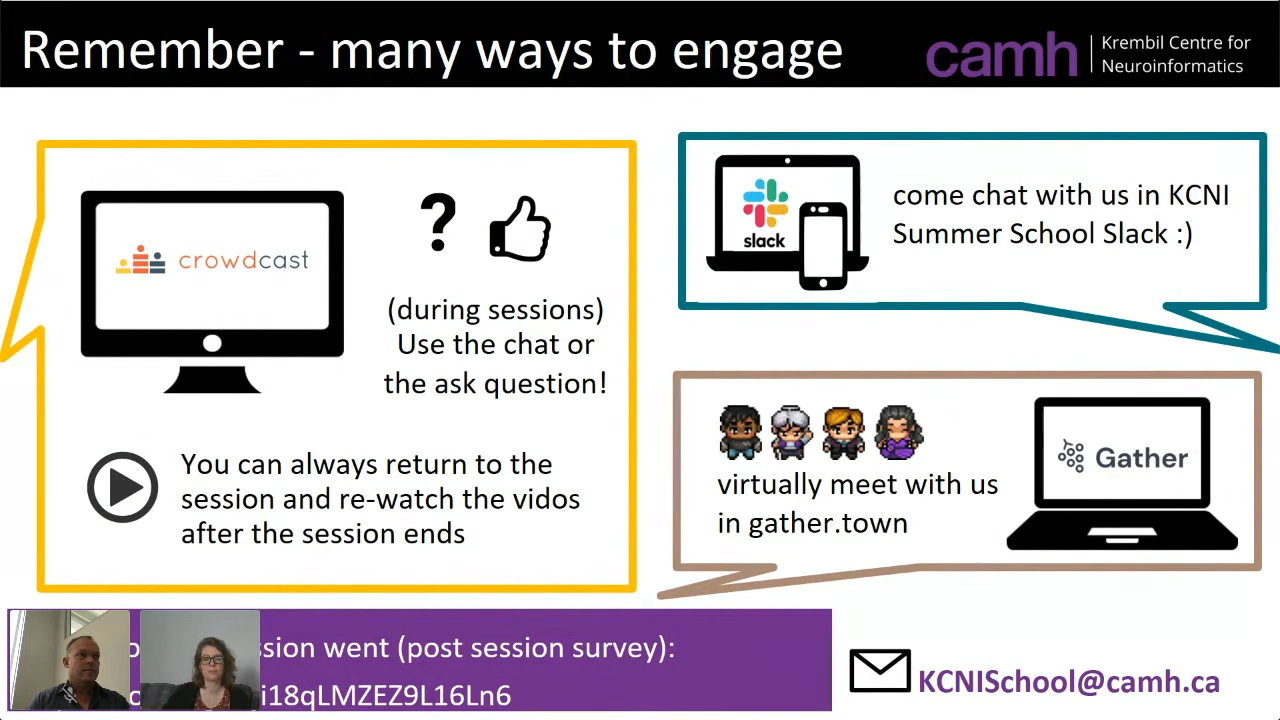 Remember - many ways to engage
camh
Krembil Centre for
Neuroinformatics
crowdcast
?
(during sessions)
Use the chat or
the ask question!
You can always return to the
session and re-watch the vidos
after the session ends
slack
come chat with us in KCNI
Summer School Slack :)
virtually meet with us
in gather.town
Gather
ssion went (post session survey):
i18qLMZEZ9L16Ln6
KCNISchool@camh.ca